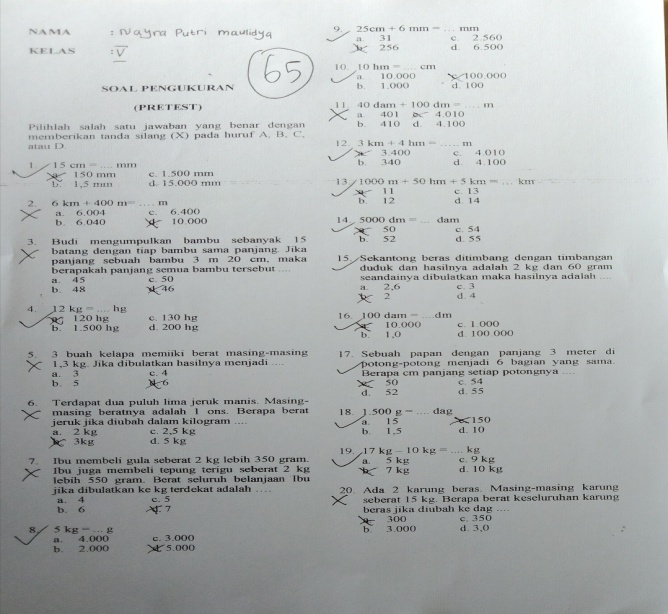 NAMA : Nayra Putri maulidya
KELAS : V
65
SOAL PENGUKURAN
(PRETEST)
Pilihlah salah satu jawaban yang benar dengan
memberikan tanda silang (X) pada huruf A, B, C,
atau D
1. 15 cm = .... mm
a. 150 mm c. 1.500 mm
b. 1,5 mm d. 15.000 mm
2. 6 km + 400 m= .... m
a. 6.004 c. 6.400
b. 6.040 d. 10.000
3. Budi mengumpulkan bambu sebanyak 15
batang dengan tiap bambu sama panjang. Jika
panjang sebuah bambu 3 m 20 cm, maka
berapakah panjang semua bambu tersebut ....
a. 45 c. 50
b. 48 d. 46
4. 12 kg = .... hg
a. 120 hg c. 130 hg
b. 1.500 hg d. 200 hg
5. 3 buah kelapa memiiki berat masing-masing
1,3 kg. Jika dibulatkan hasilnya menjadi ....
a. 3 c. 4
b. 5 d. 6
6. Terdapat dua puluh lima jeruk manis. Masing-
masing beratnya adalah 1 ons. Berapa berat
jeruk jika diubah dalam kilogram ....
a. 2 kg c. 2,5 kg
b. 3kg d. 5 kg
7. Ibu membeli gula seberat 2 kg lebih 350 gram.
Ibu juga membeli tepung terigu seberat 2 kg
lebih 550 gram. Berat seluruh belanjaan Ibu
jika dibulatkan ke kg terdekat adalah ....
a. 4 c. 5
b. 6 d. 7
8. 5 kg = ... g
a. 4.000 c. 3.000
b. 2.000 d. 5.000
9. 25cm + 6 mm = ... mm
a. 31 c. 2.560
b. 256 d. 6.500
10. 10 hm = .... cm
a. 10.000 c. 100.000
b. 1.000 d. 100
11. 40 dam + 100 dm = .... m
a. 401 c. 4.010
b. 410 d. 4.100
12. 3 km + 4 hm = ..... m
a. 3.400 c. 4.010
b. 340 d. 4.100
13. 1000 m + 50 hm + 5 km = ... km
a. 11 c. 13
b. 12 d. 14
14. 5000 dm = ... dam
a. 50 c. 54
b. 52 d. 55
15. Sekantong beras ditimbang dengan timbangan
duduk dan hasilnya adalah 2 kg dan 60 gram
seandainya dibulatkan maka hasilnya adalah ....
a. 2,6 c. 3
b. 2 d. 4
16. 100 dam = ....dm
a. 10.000 c. 1.000
b. 1,0 d. 100.000
17. Sebuah papan dengan panjang 3 meter di
potong-potong menjadi 6 bagian yang sama.
Berapa cm panjang setiap potongnya ....
50 c. 54
d. 52 d. 55
18. 1.500 g = .... dag
a. 15 150
b. 1,5 d. 10
19. 17 kg – 10 kg = .... kg
a. 5 kg c. 9 kg
b. 7 kg d. 10 kg
20. Ada 2 karung beras. Masing-masing karung
seberat 15 kg. Berapa berat keseluruhan karung
beras jika diubah ke dag ....
a. 300 c. 350
b. 3.000 d. 3,0